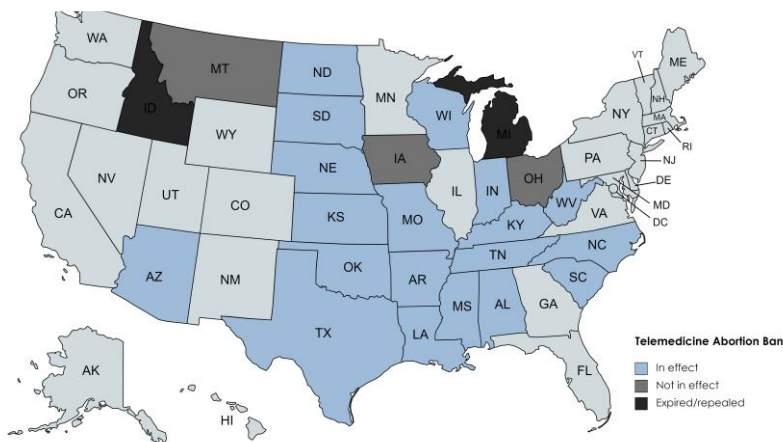 WA
MT
ND
MN
VT
ME
OR
ID
SD
WI
NH
NY
MA
CT
RI
WY
MI
NE
IA
PA
NJ
NV
UT
CO
IL
IN
OH
DE
MD
DC
CA
KS
MO
WV
VA
KY
AZ
NM
OK
AR
TN
NC
SC
TX
LA
MS
AL
GA
FL
AK
HI
Telemedicine Abortion Ban
In effect
Not in effect
Expired/repealed